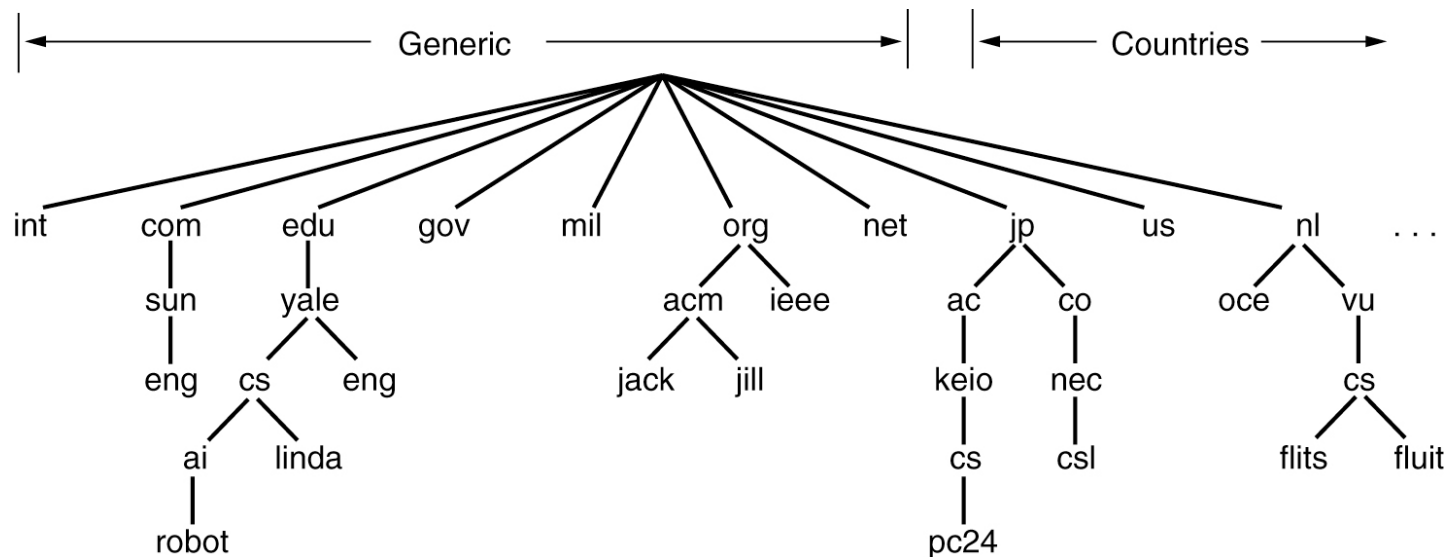 Generic Countries
int com edu gov mil org net jp us nl . . .
sun yale acm ieee ac co oce vu
eng cs eng jack jill keio nec cs
ai linda cs csl flits fluit
robot pc24